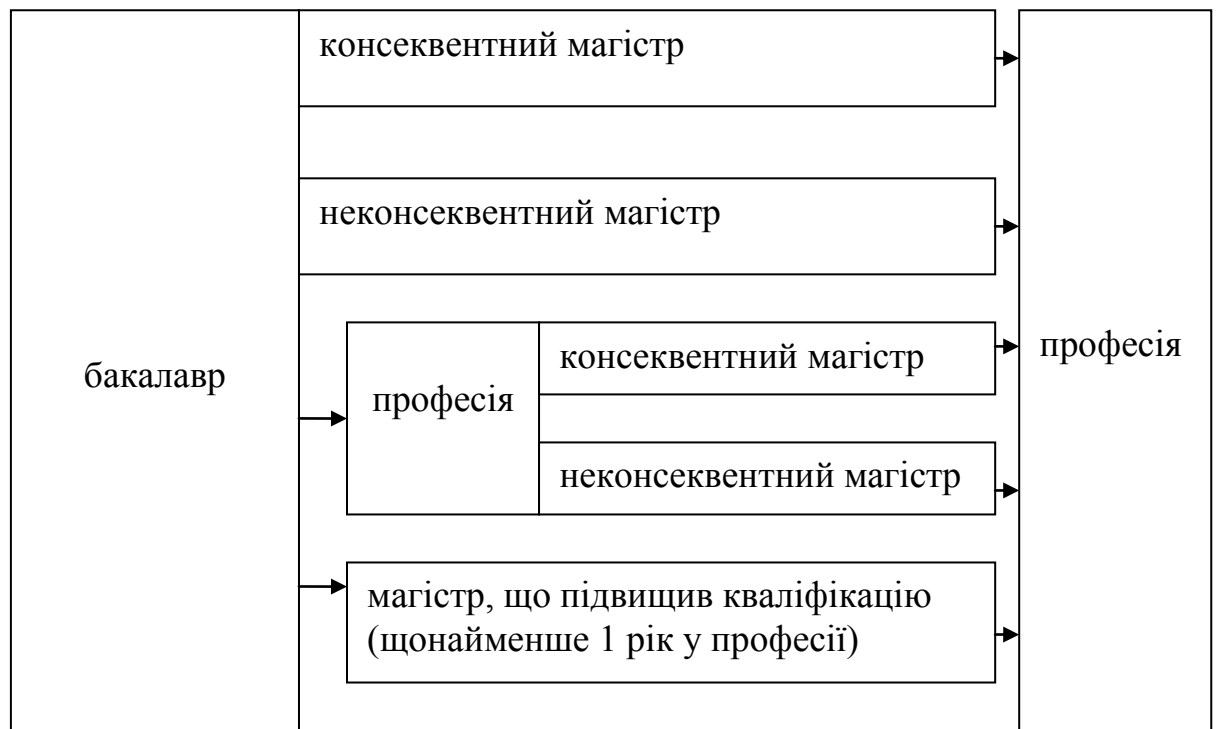 консеквентний магістр
неконсеквентний магістр
бакалавр
професія
консеквентний магістр
неконсеквентний магістр
професія
магістр, що підвищив кваліфікацію
(щонайменше 1 рік у професії)